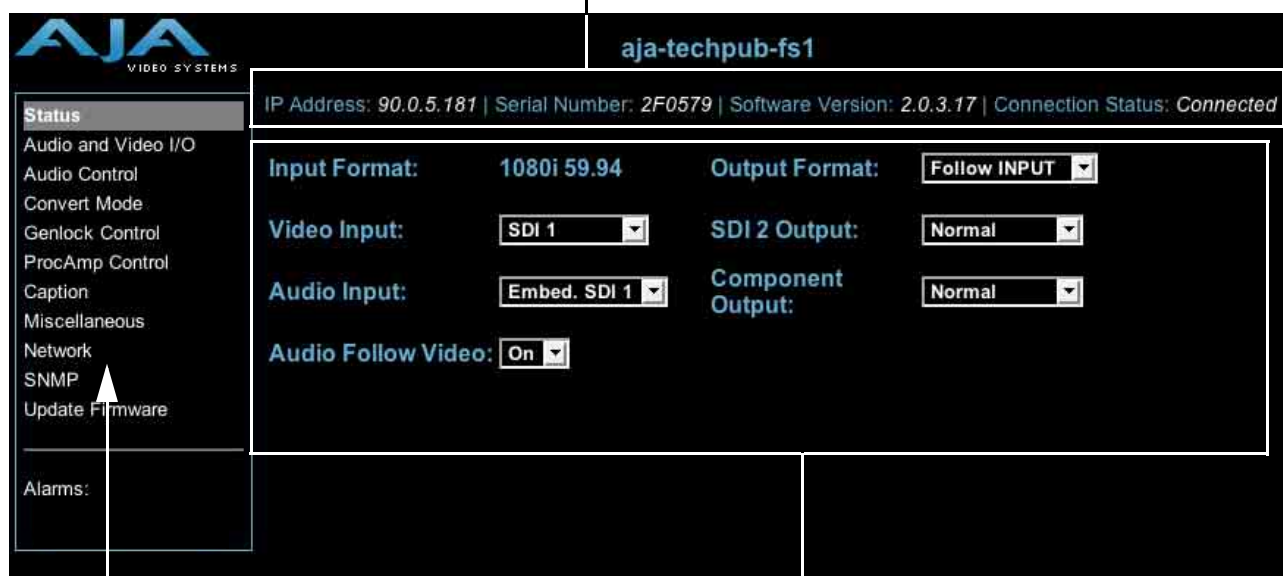 AJA
VIDEO SYSTEMS
aja-techpub-fs1
IP Address: 90.0.5.181 | Serial Number: 2F0579 | Software Version: 2.0.3.17 | Connection Status: Connected
Status
Audio and Video I/O
Audio Control
Convert Mode
Genlock Control
ProcAmp Control
Caption
Miscellaneous
Network
SNMP
Update Firmware
Alarms:
Input Format: 1080i 59.94 Output Format: Follow INPUT
Video Input: SDI 1 SDI 2 Output: Normal
Audio Input: Embed. SDI 1 Component
Output: Normal
Audio Follow Video: On